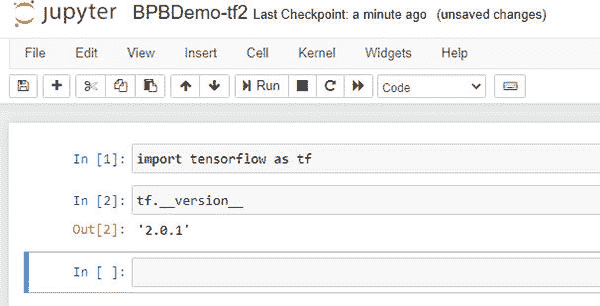 jupyter BPBDemo-tf2 Last Checkpoint: a minute ago (unsaved changes)
File Edit View Insert Cell Kernel Widgets Help
Run Code
In [1]: import tensorflow as tf
In [2]: tf.__version__
Out[2]: '2.0.1'
In [ ]: